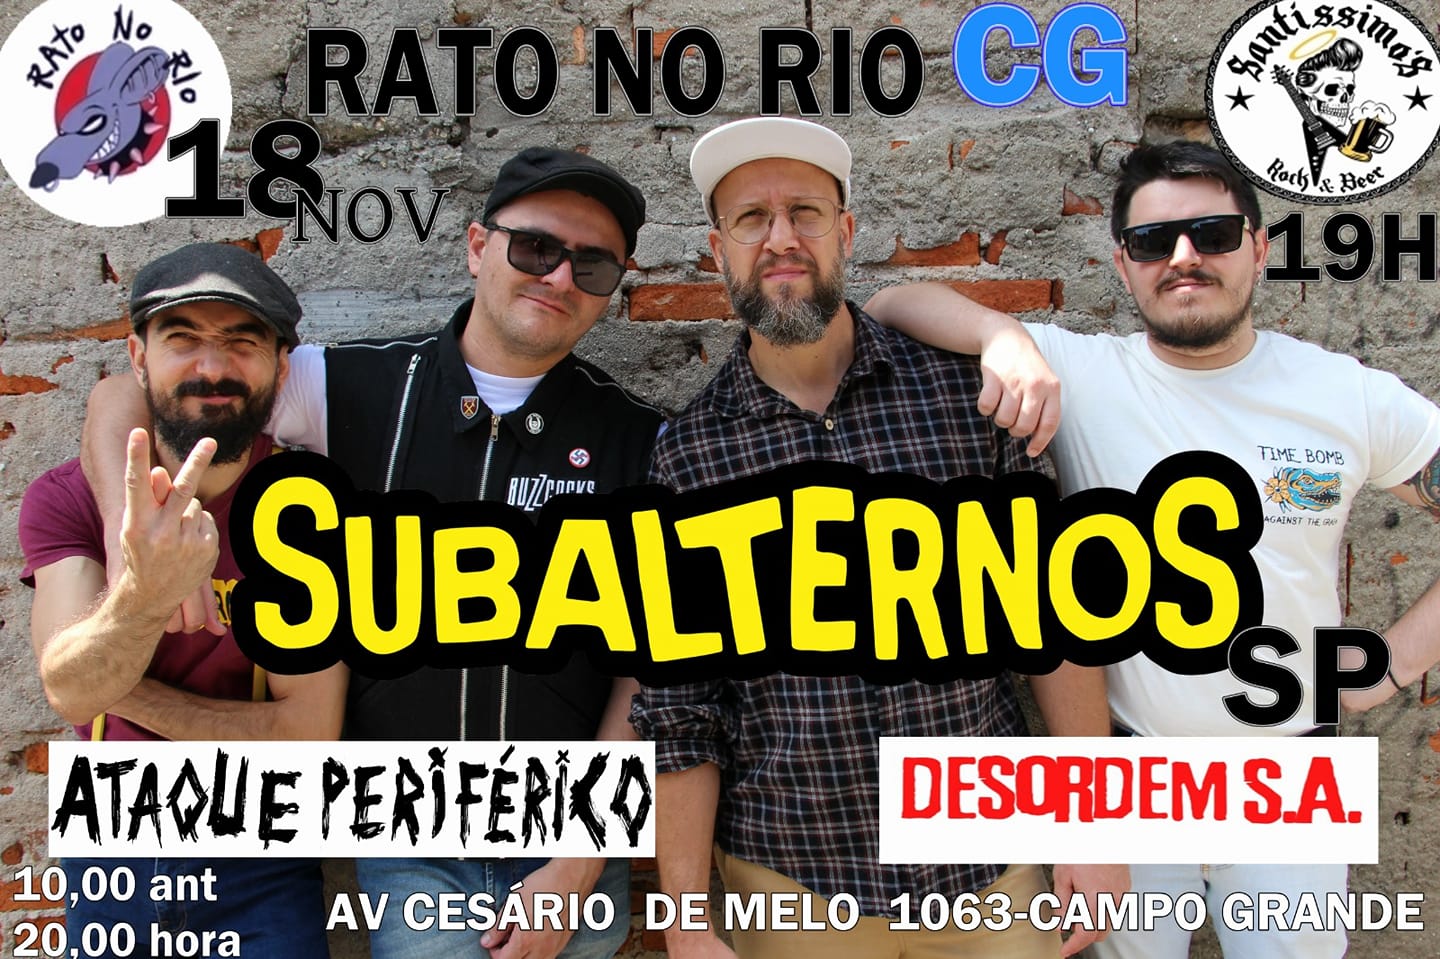 RATO NO RIO
RATO NO RIO CG
Santissimo's
Rock & Beer
18
NOV
19H
BUZZCOCKS
TIME BOMB
AGAINST THE GRAIN
SUBALTERNOS
SP
ATAQUE PERIFÉRICO
DESORDEM S.A.
10,00 ant
20,00 hora
AV CESÁRIO DE MELO 1063-CAMPO GRANDE